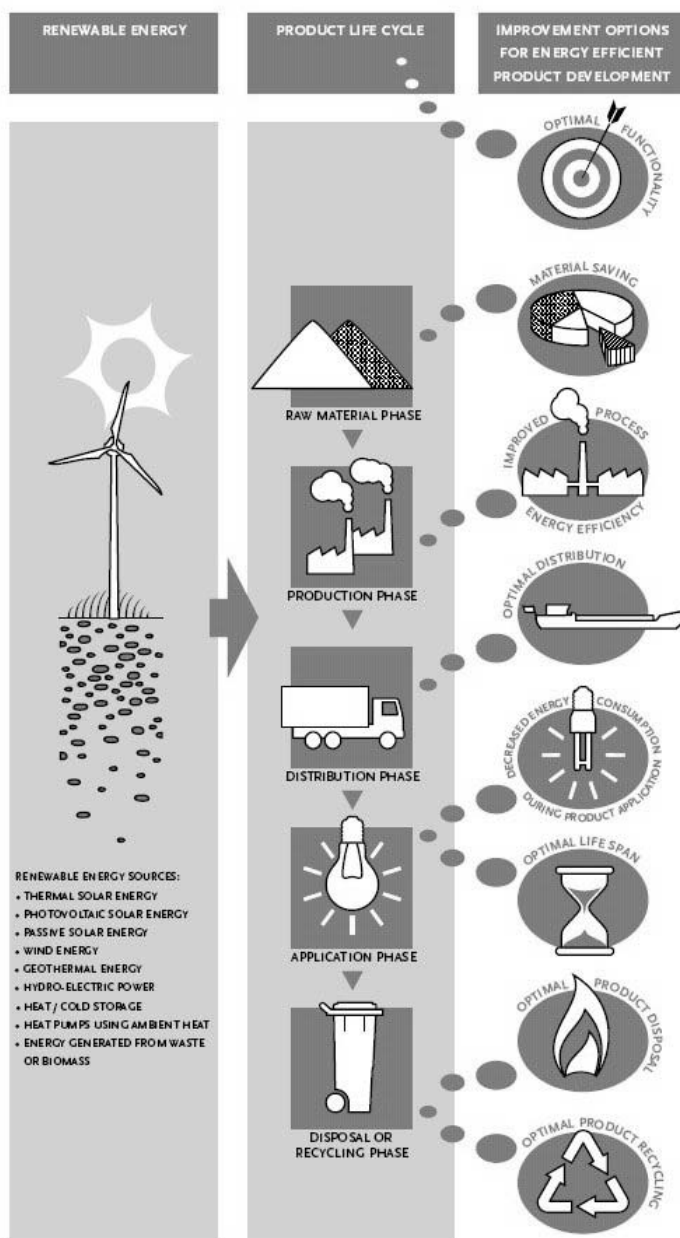 RENEWABLE ENERGY
PRODUCT LIFE CYCLE
IMPROVEMENT OPTIONS
FOR ENERGY EFFICIENT
PRODUCT DEVELOPMENT
OPTIMAL FUNCTIONALITY
MATERIAL SAVING
RAW MATERIAL PHASE
IMPROVED PROCESS
ENERGY EFFICIENCY
PRODUCTION PHASE
OPTIMAL DISTRIBUTION
DISTRIBUTION PHASE
DECREASED ENERGY CONSUMPTION
DURING PRODUCT APPLICATION
OPTIMAL LIFE SPAN
APPLICATION PHASE
OPTIMAL PRODUCT DISPOSAL
DISPOSAL OR
RECYCLING PHASE
OPTIMAL PRODUCT RECYCLING
RENEWABLE ENERGY SOURCES:
• THERMAL SOLAR ENERGY
• PHOTOVOLTAIC SOLAR ENERGY
• PASSIVE SOLAR ENERGY
• WIND ENERGY
• GEOTHERMAL ENERGY
• HYDRO-ELECTRIC POWER
• HEAT / COLD STORAGE
• HEAT PUMPS USING AMBIENT HEAT
• ENERGY GENERATED FROM WASTE
OR BIOMASS